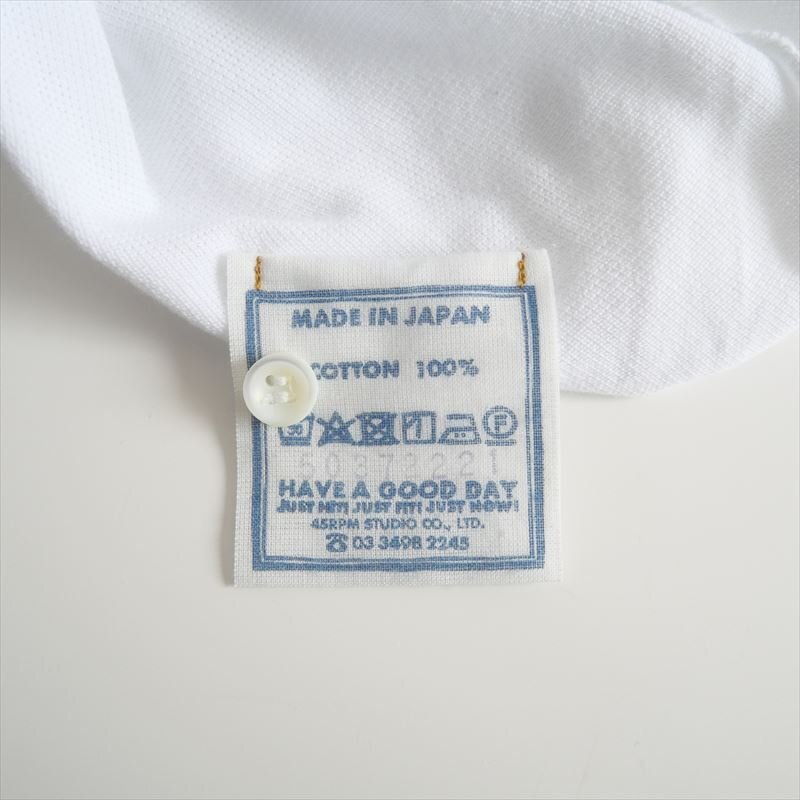 MADE IN JAPAN
COTTON 100%
HAVE A GOOD DAY
JUST HIT! JUST FIT! JUST NOW!
45RPM STUDIO CO., LTD.
☎ 03 3498 2245